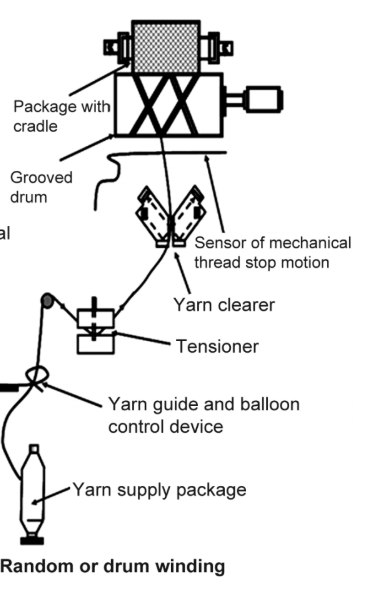 Package with
cradle
Grooved
drum
al
Sensor of mechanical
thread stop motion
Yarn clearer
Tensioner
Yarn guide and balloon
control device
Yarn supply package
Random or drum winding